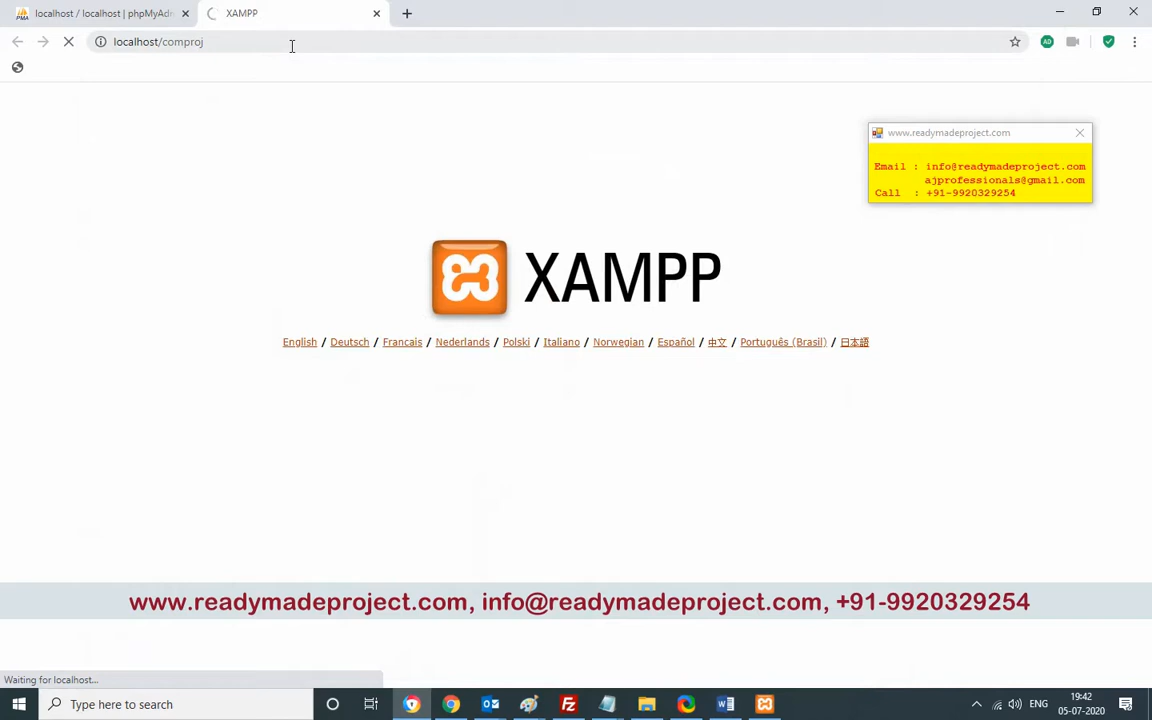 localhost / localhost | phpMyAdm
XAMPP
localhost/comproj
www.readymadeproject.com
Email : info@readymadeproject.com
ajprofessionals@gmail.com
Call : +91-9920329254
XAMPP
English / Deutsch / Francais / Nederlands / Polski / Italiano / Norwegian / Español / 中文 / Português (Brasil) / 日本語
www.readymadeproject.com, info@readymadeproject.com, +91-9920329254
Waiting for localhost...
Type here to search
ENG
19:42
05-07-2020